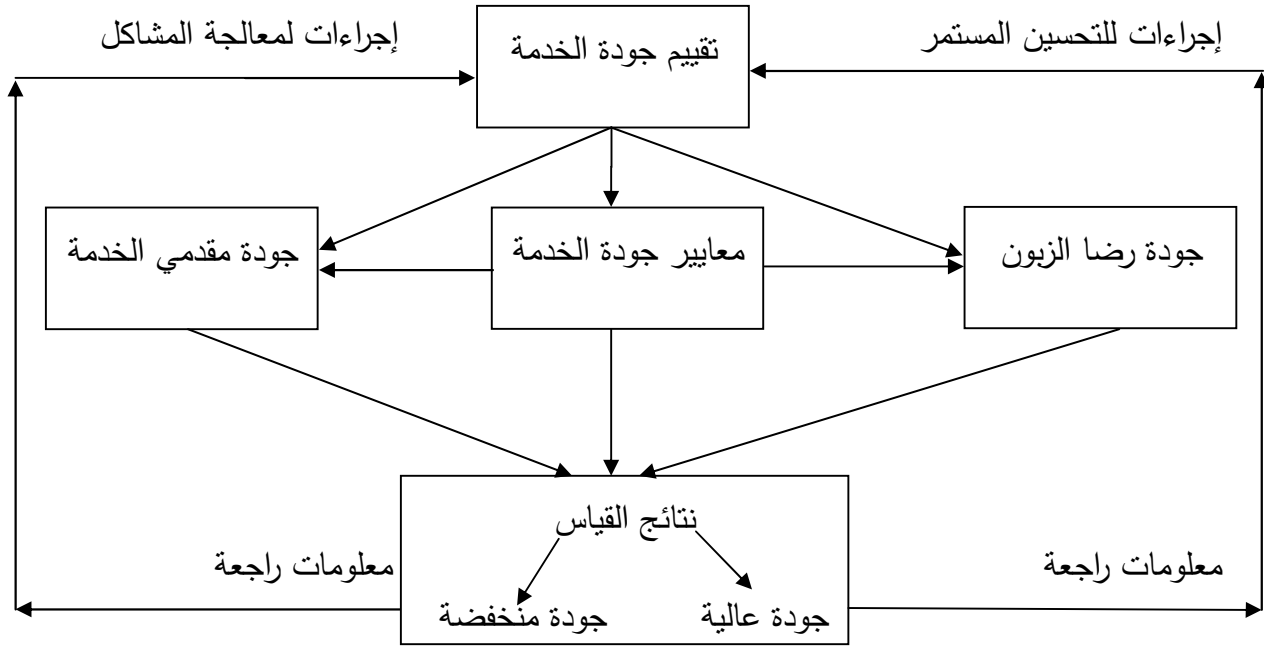 إجراءات للتحسين المستمر
تقييم جودة الخدمة
إجراءات لمعالجة المشاكل
جودة رضا الزبون
معايير جودة الخدمة
جودة مقدمي الخدمة
نتائج القياس
معلومات راجعة
معلومات راجعة
جودة عالية
جودة منخفضة